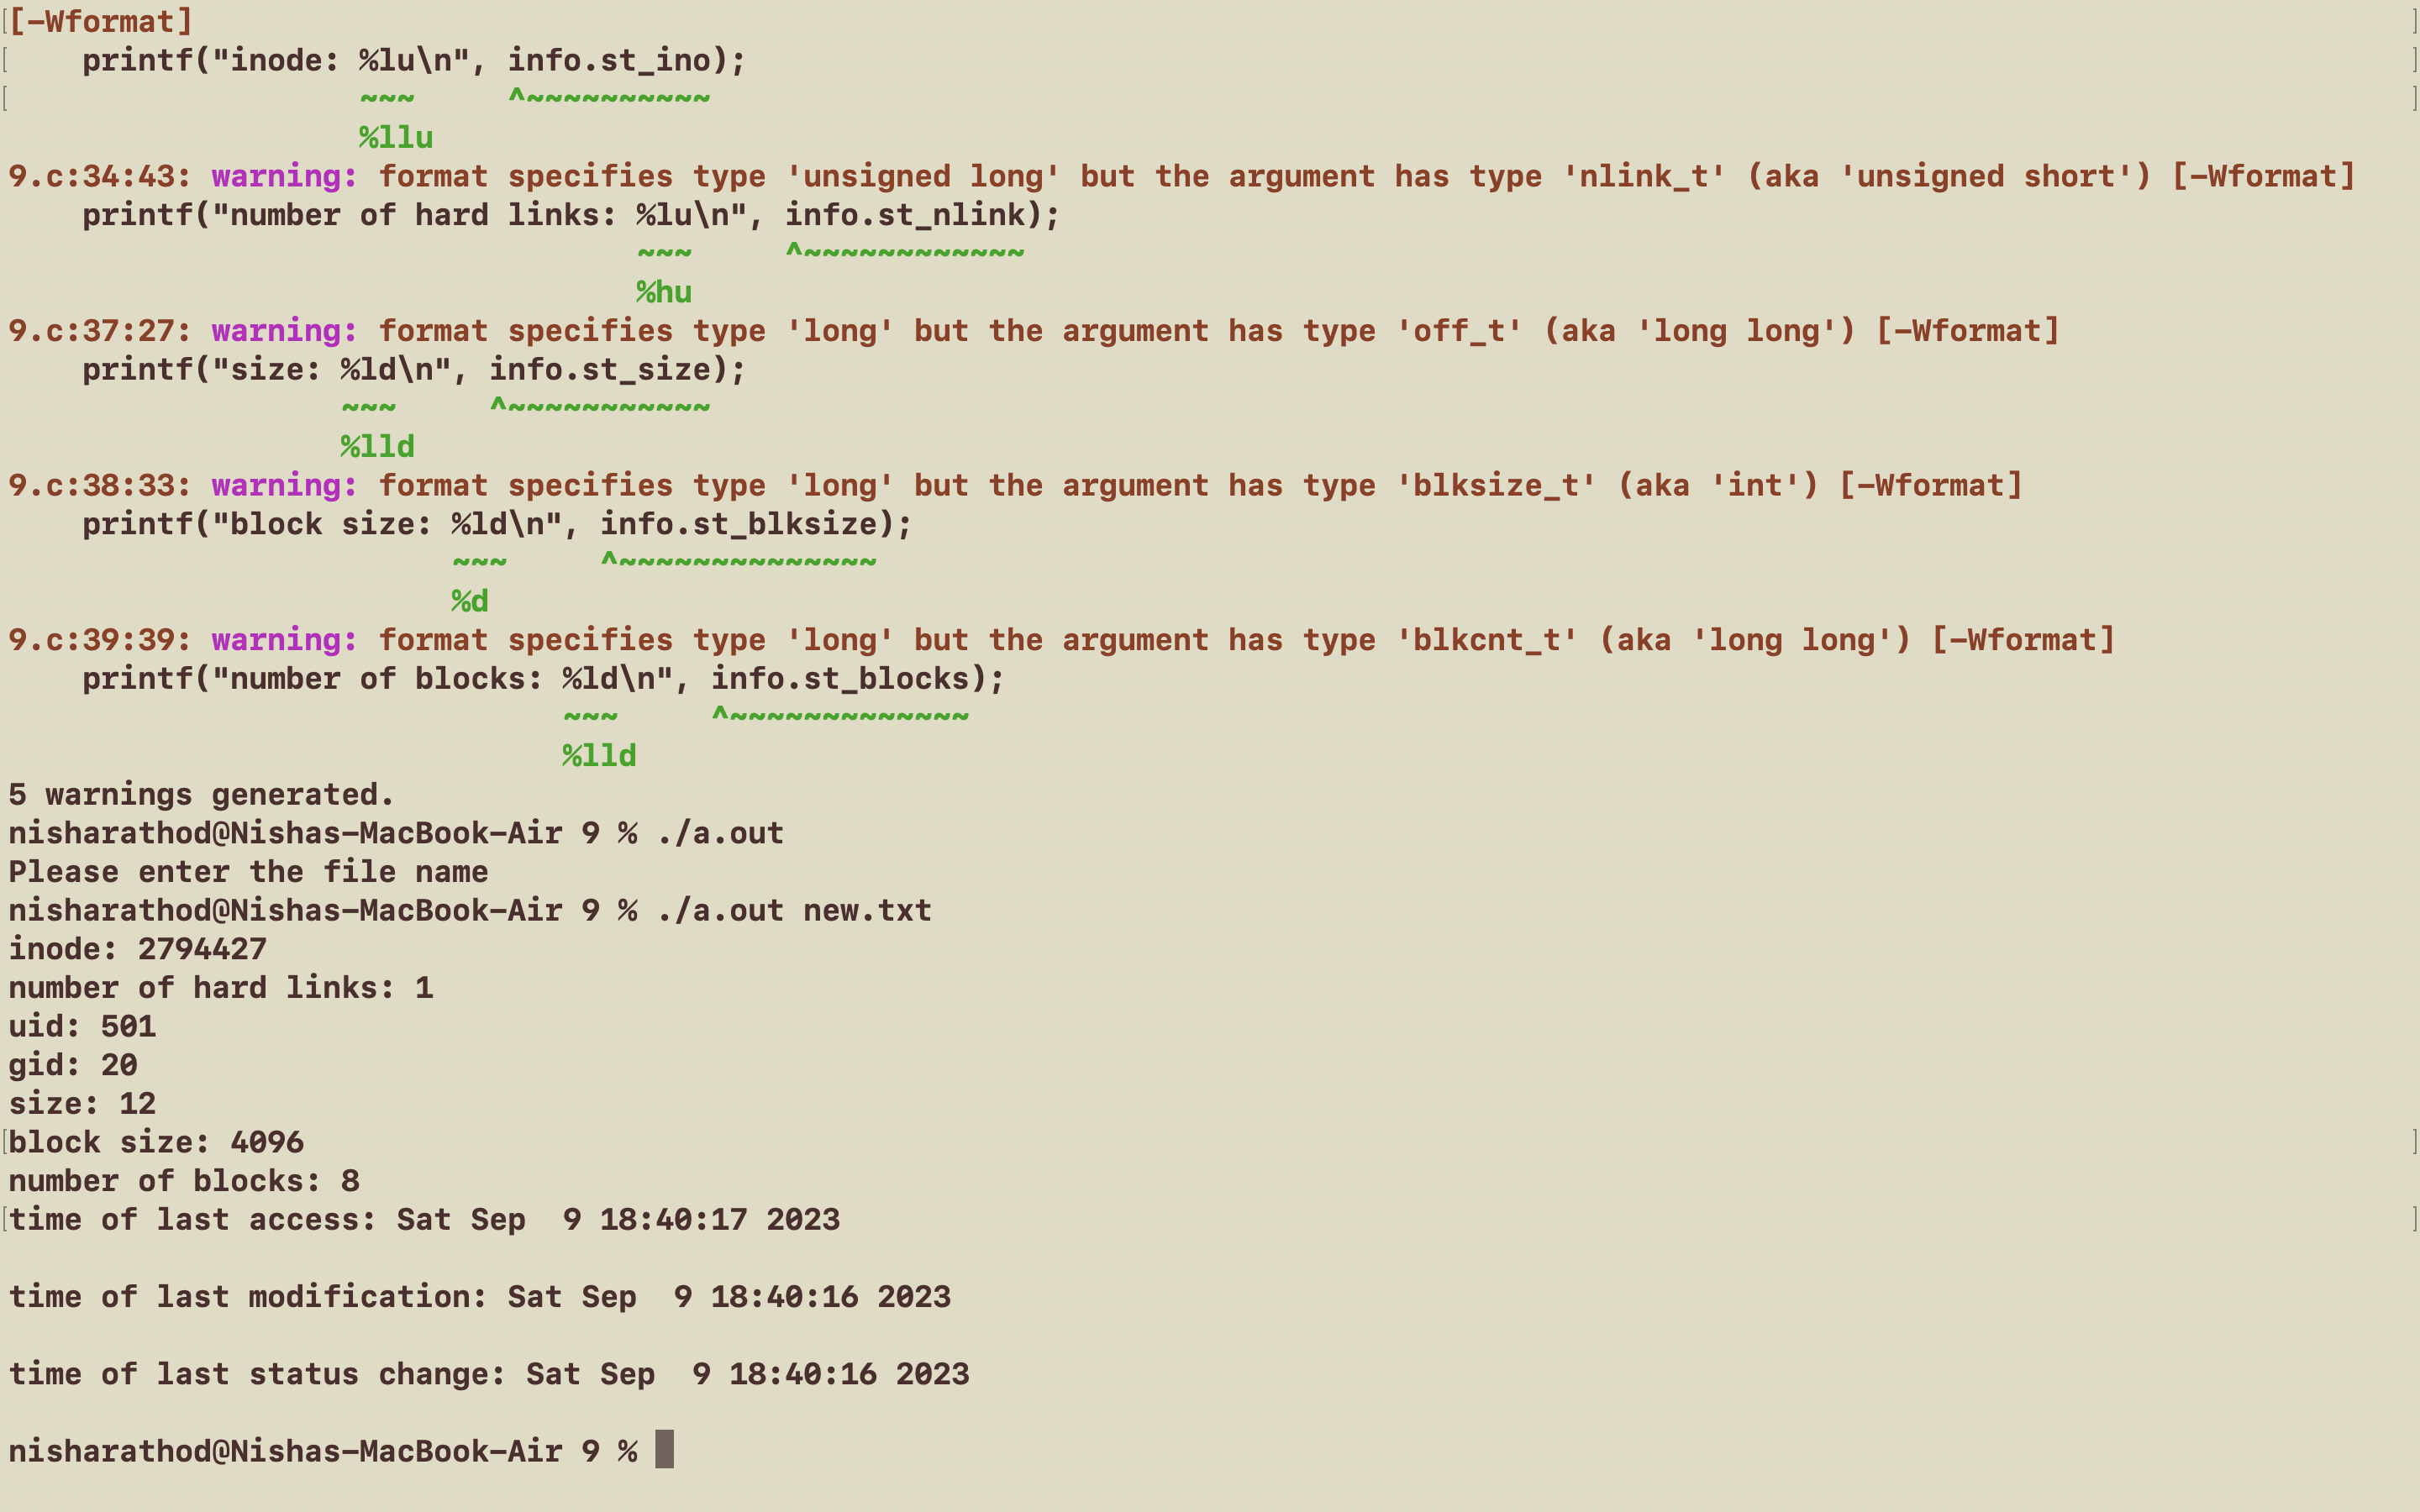 [-Wformat]
    printf("inode: %lu\n", info.st_ino);
                   ~~~     ^~~~~~~~~~~
                   %llu
9.c:34:43: warning: format specifies type 'unsigned long' but the argument has type 'nlink_t' (aka 'unsigned short') [-Wformat]
    printf("number of hard links: %lu\n", info.st_nlink);
                                  ~~~     ^~~~~~~~~~~~~
                                  %hu
9.c:37:27: warning: format specifies type 'long' but the argument has type 'off_t' (aka 'long long') [-Wformat]
    printf("size: %ld\n", info.st_size);
                  ~~~     ^~~~~~~~~~~~
                  %lld
9.c:38:33: warning: format specifies type 'long' but the argument has type 'blksize_t' (aka 'int') [-Wformat]
    printf("block size: %ld\n", info.st_blksize);
                        ~~~     ^~~~~~~~~~~~~~~
                        %d
9.c:39:39: warning: format specifies type 'long' but the argument has type 'blkcnt_t' (aka 'long long') [-Wformat]
    printf("number of blocks: %ld\n", info.st_blocks);
                              ~~~     ^~~~~~~~~~~~~~
                              %lld
5 warnings generated.
nisharathod@Nishas-MacBook-Air 9 % ./a.out
Please enter the file name
nisharathod@Nishas-MacBook-Air 9 % ./a.out new.txt
inode: 2794427
number of hard links: 1
uid: 501
gid: 20
size: 12
block size: 4096
number of blocks: 8
time of last access: Sat Sep  9 18:40:17 2023
time of last modification: Sat Sep  9 18:40:16 2023
time of last status change: Sat Sep  9 18:40:16 2023
nisharathod@Nishas-MacBook-Air 9 %